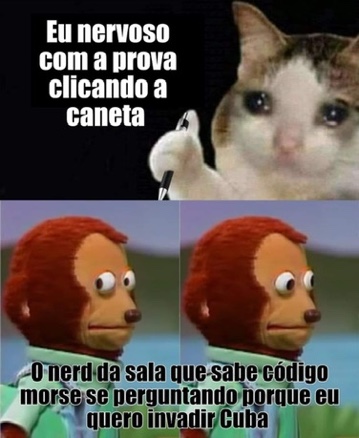 Eu nervoso
com a prova
clicando a
caneta
O nerd da sala que sabe código
morse se perguntando porque eu
quero invadir Cuba